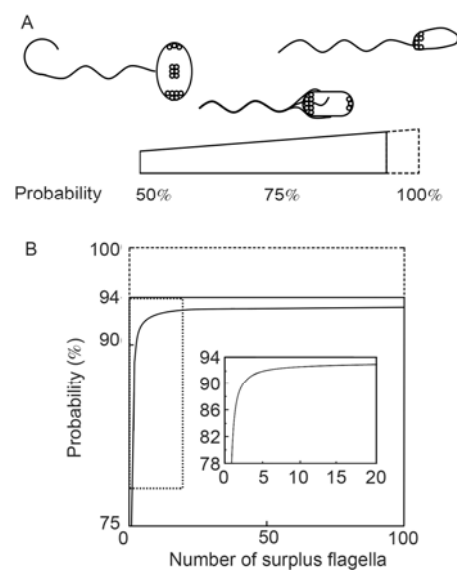 A
Probability 50% 75% 100%
B
100
94
90
75
Probability (%)
94
90
86
82
78
0 5 10 15 20
0 50 100
Number of surplus flagella